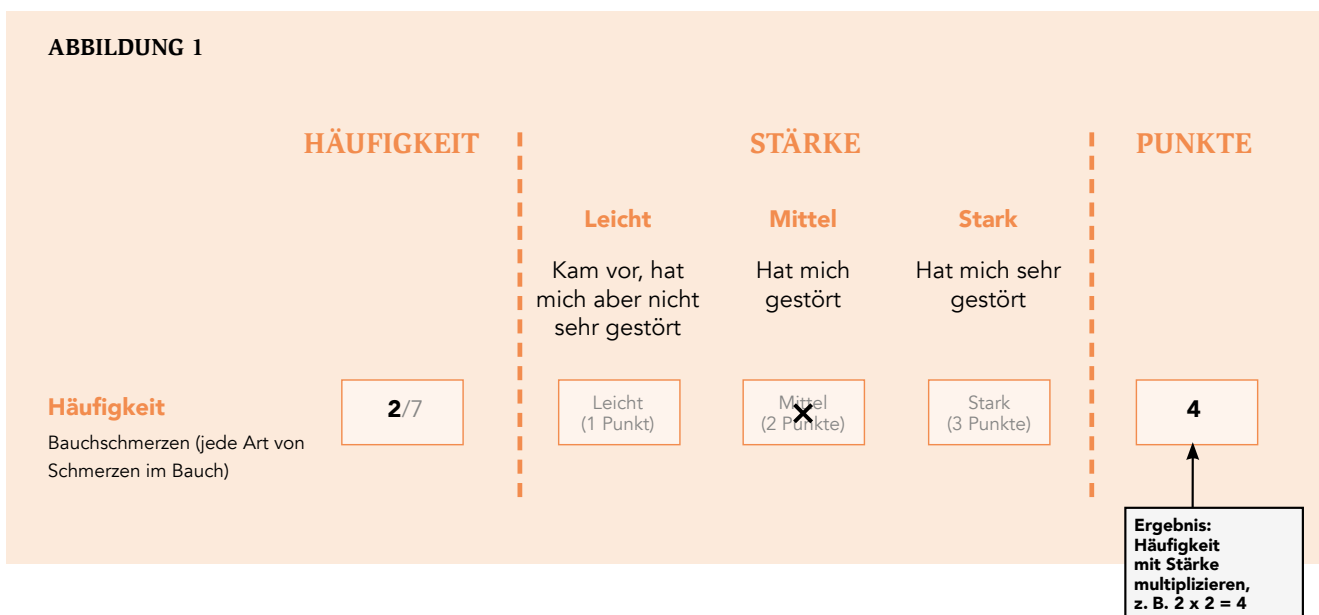 ABBILDUNG 1
HÄUFIGKEIT
STÄRKE
PUNKTE
Leicht
Mittel
Stark
Kam vor, hat
mich aber nicht
sehr gestört
Hat mich
gestört
Hat mich sehr
gestört
Häufigkeit
Bauchschmerzen (jede Art von
Schmerzen im Bauch)
2/7
Leicht
(1 Punkt)
Mittel
(2 Punkte)
Stark
(3 Punkte)
4
Ergebnis:
Häufigkeit
mit Stärke
multiplizieren,
z. B. 2 x 2 = 4